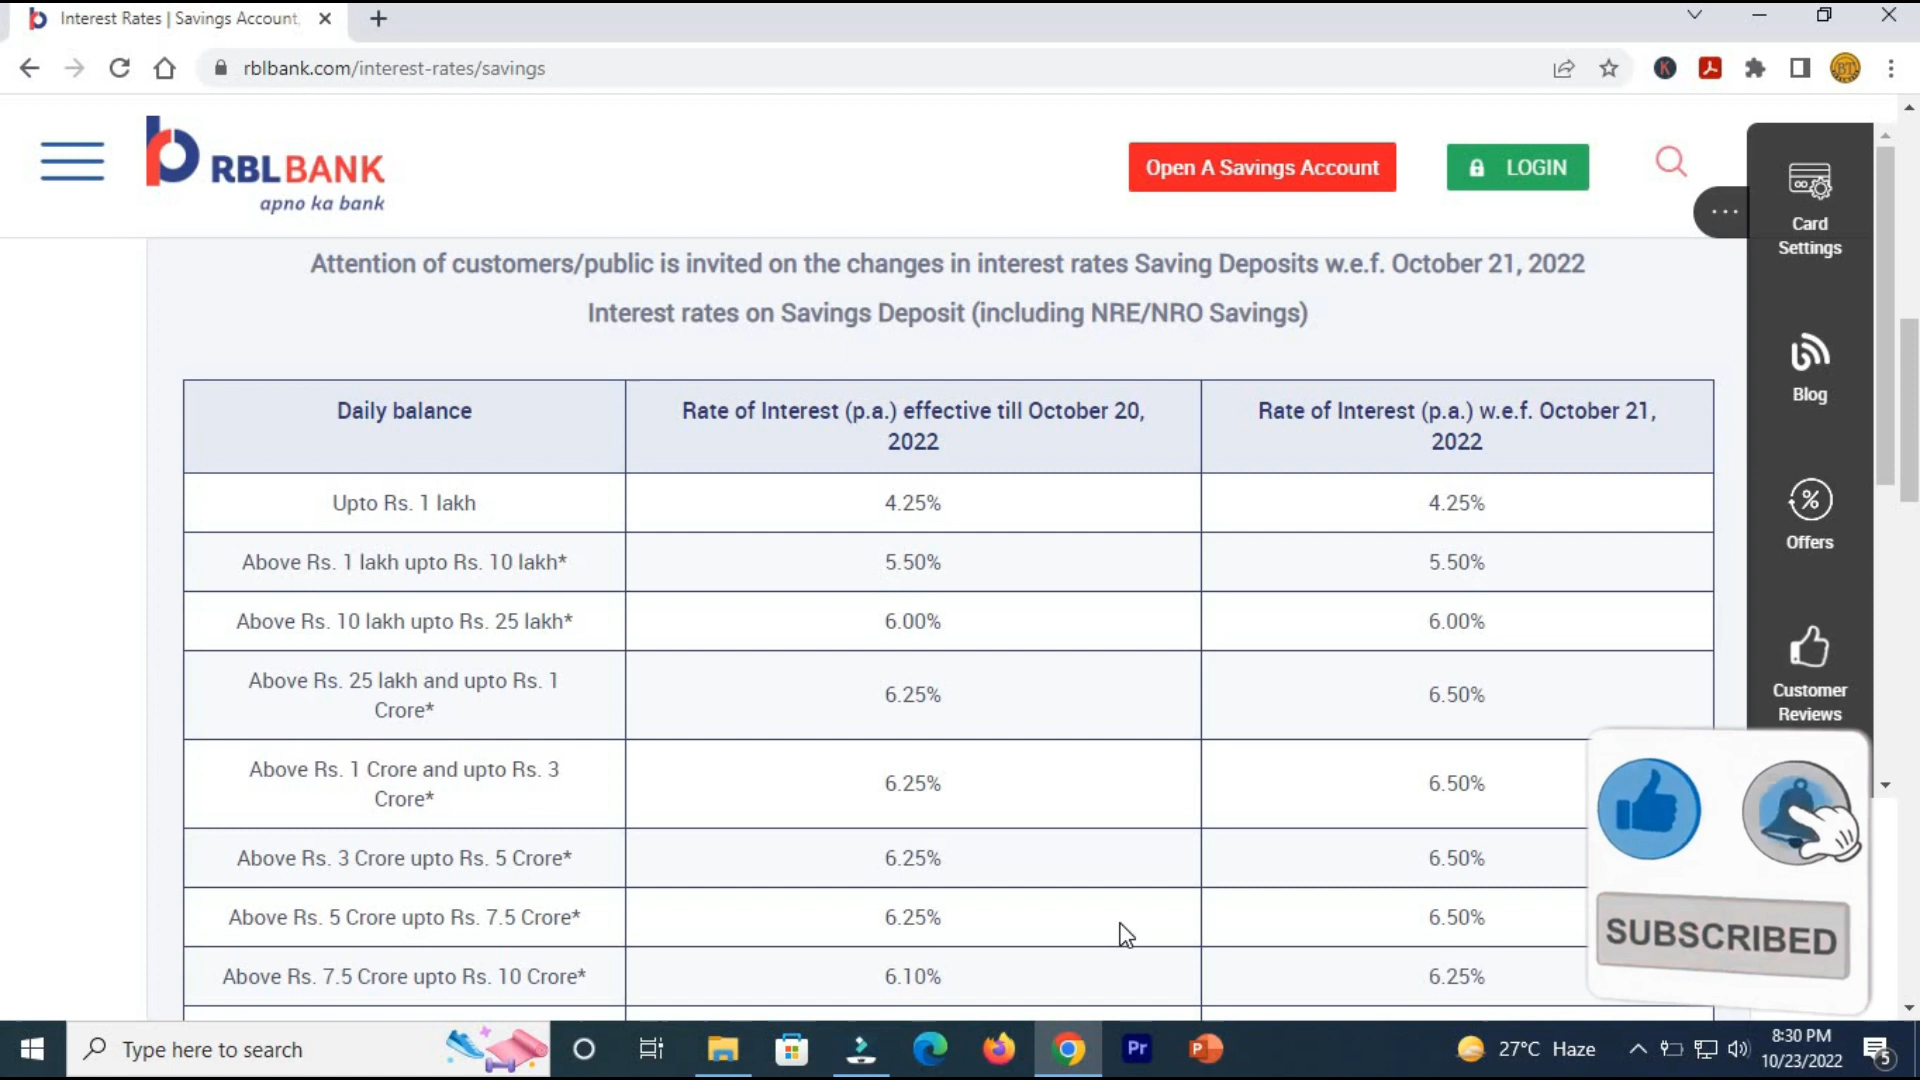 Interest Rates | Savings Account,
rblbank.com/interest-rates/savings
RBL BANK
apno ka bank
Open A Savings Account
LOGIN
Card
Settings
Attention of customers/public is invited on the changes in interest rates Saving Deposits w.e.f. October 21, 2022
Interest rates on Savings Deposit (including NRE/NRO Savings)
Blog
Daily balance
Rate of Interest (p.a.) effective till October 20,
2022
Rate of Interest (p.a.) w.e.f. October 21,
2022
Upto Rs. 1 lakh
4.25%
4.25%
Above Rs. 1 lakh upto Rs. 10 lakh*
5.50%
5.50%
Offers
Above Rs. 10 lakh upto Rs. 25 lakh*
6.00%
6.00%
Above Rs. 25 lakh and upto Rs. 1
Crore*
6.25%
6.50%
Customer
Reviews
Above Rs. 1 Crore and upto Rs. 3
Crore*
6.25%
6.50%
Above Rs. 3 Crore upto Rs. 5 Crore*
6.25%
6.50%
Above Rs. 5 Crore upto Rs. 7.5 Crore*
6.25%
6.50%
SUBSCRIBED
Above Rs. 7.5 Crore upto Rs. 10 Crore*
6.10%
6.25%
Type here to search
Pr
P
27°C Haze
8:30 PM
10/23/2022
5